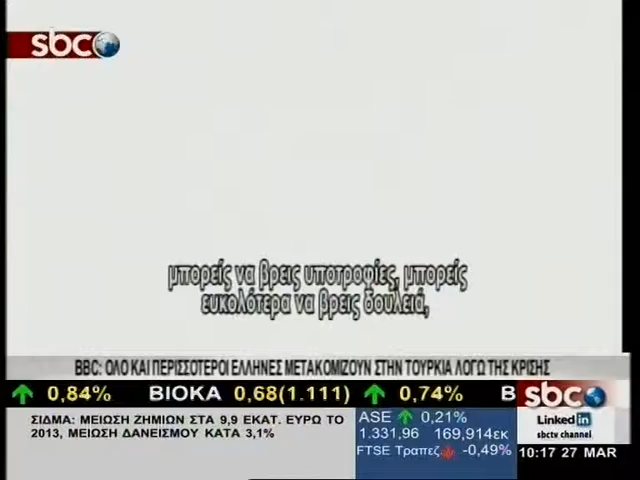 sbc
μπορείς να βρεις υποτροφίες, μπορείς
ευκολότερα να βρεις δουλειά,
BBC: ΟΛΟ ΚΑΙ ΠΕΡΙΣΣΟΤΕΡΟΙ ΕΛΛΗΝΕΣ ΜΕΤΑΚΟΜΙΖΟΥΝ ΣΤΗΝ ΤΟΥΡΚΙΑ ΛΟΓΩ ΤΗΣ ΚΡΙΣΗΣ
0,84% ΒΙΟΚΑ 0,68(1.111) 0,74% Β
sbc
ΣΙΔΜΑ: ΜΕΙΩΣΗ ΖΗΜΙΩΝ ΣΤΑ 9,9 ΕΚΑΤ. ΕΥΡΩ ΤΟ
2013, ΜΕΙΩΣΗ ΔΑΝΕΙΣΜΟΥ ΚΑΤΑ 3,1%
ASE 0,21%
1.331,96 169,914εκ
FTSE Τραπεζ -0,49%
Linked in
sbctv channel
10:17 27 MAR